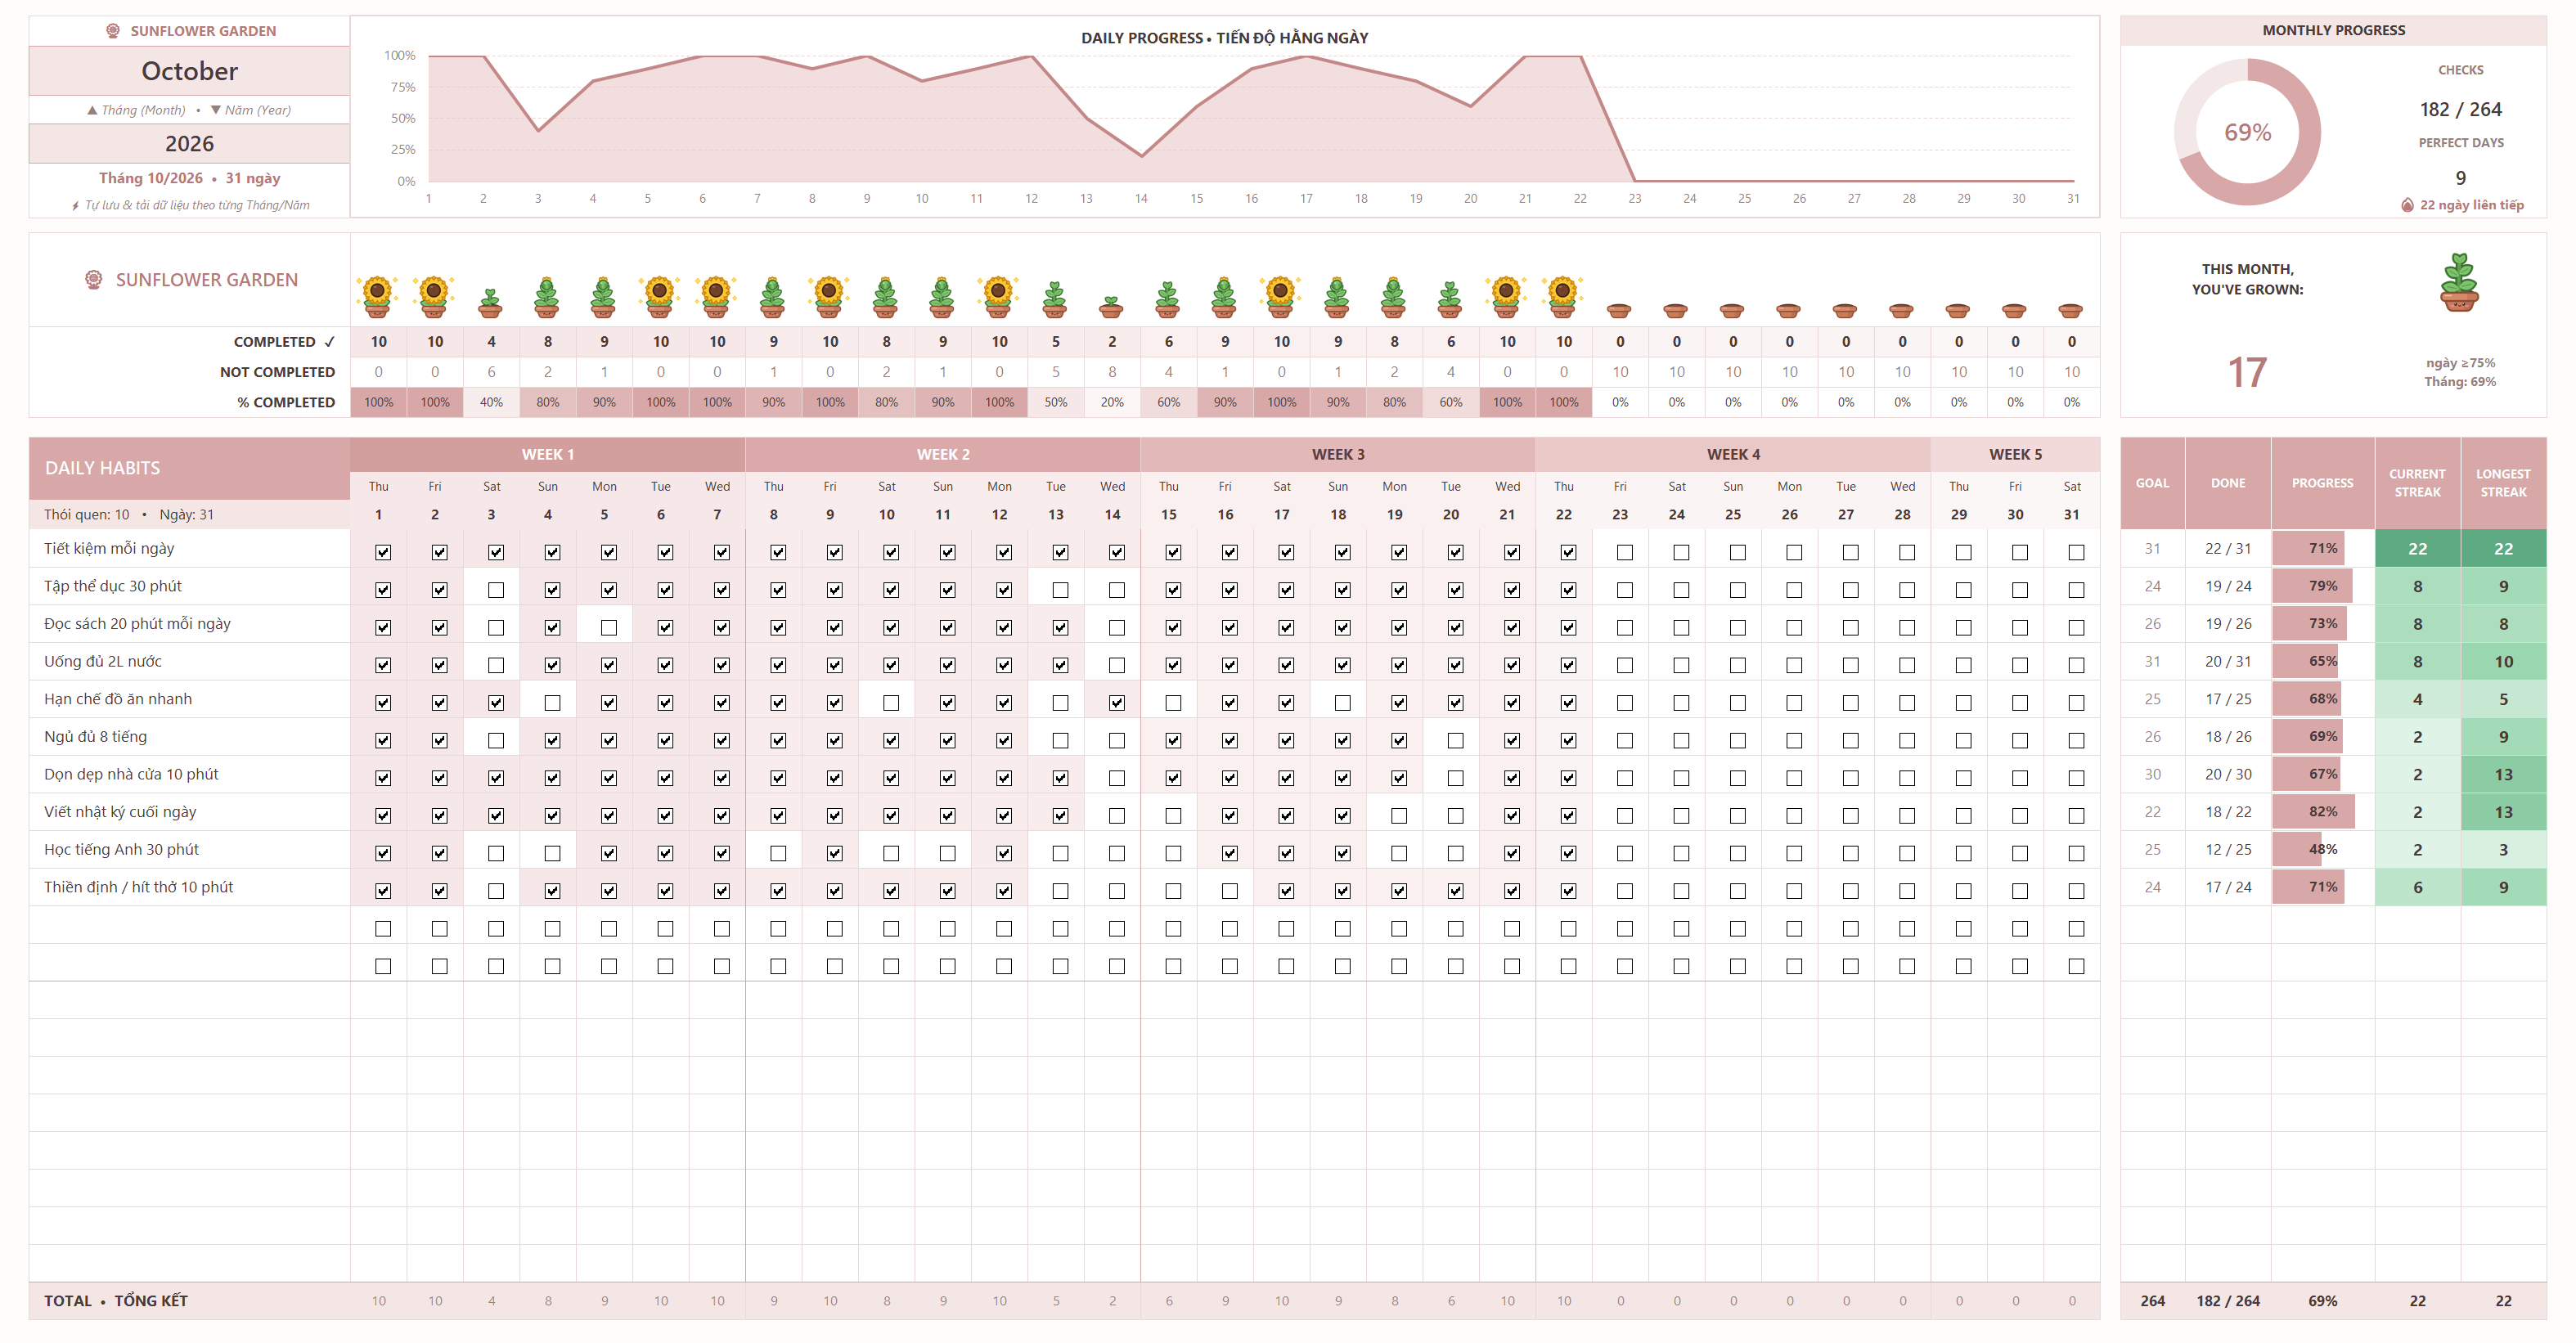 SUNFLOWER GARDEN
October
▲ Tháng (Month) • ▼ Năm (Year)
2026
Tháng 10/2026 • 31 ngày
Tự lưu & tải dữ liệu theo từng Tháng/Năm
DAILY PROGRESS • TIẾN ĐỘ HẰNG NGÀY
100%
75%
50%
25%
0%
1 2 3 4 5 6 7 8 9 10 11 12 13 14 15 16 17 18 19 20 21 22 23 24 25 26 27 28 29 30 31
MONTHLY PROGRESS
69%
CHECKS
182 / 264
PERFECT DAYS
9
22 ngày liên tiếp
SUNFLOWER GARDEN
COMPLETED ✓ 10 10 4 8 9 10 10 9 10 8 9 10 5 2 6 9 10 9 8 6 10 10 0 0 0 0 0 0 0 0 0
NOT COMPLETED 0 0 6 2 1 0 0 1 0 2 1 0 5 8 4 1 0 1 2 4 0 0 10 10 10 10 10 10 10 10 10
% COMPLETED 100% 100% 40% 80% 90% 100% 100% 90% 100% 80% 90% 100% 50% 20% 60% 90% 100% 90% 80% 60% 100% 100% 0% 0% 0% 0% 0% 0% 0% 0% 0%
THIS MONTH,
YOU'VE GROWN:
17
ngày ≥75%
Tháng: 69%
DAILY HABITS
WEEK 1 WEEK 2 WEEK 3 WEEK 4 WEEK 5
Thu Fri Sat Sun Mon Tue Wed Thu Fri Sat Sun Mon Tue Wed Thu Fri Sat Sun Mon Tue Wed Thu Fri Sat Sun Mon Tue Wed Thu Fri Sat
Thói quen: 10 • Ngày: 31 1 2 3 4 5 6 7 8 9 10 11 12 13 14 15 16 17 18 19 20 21 22 23 24 25 26 27 28 29 30 31
GOAL DONE PROGRESS CURRENT STREAK LONGEST STREAK
Tiết kiệm mỗi ngày 31 22 / 31 71% 22 22
Tập thể dục 30 phút 24 19 / 24 79% 8 9
Đọc sách 20 phút mỗi ngày 26 19 / 26 73% 8 8
Uống đủ 2L nước 31 20 / 31 65% 8 10
Hạn chế đồ ăn nhanh 25 17 / 25 68% 4 5
Ngủ đủ 8 tiếng 26 18 / 26 69% 2 9
Dọn dẹp nhà cửa 10 phút 30 20 / 30 67% 2 13
Viết nhật ký cuối ngày 22 18 / 22 82% 2 13
Học tiếng Anh 30 phút 25 12 / 25 48% 2 3
Thiền định / hít thở 10 phút 24 17 / 24 71% 6 9
TOTAL • TỔNG KẾT 10 10 4 8 9 10 10 9 10 8 9 10 5 2 6 9 10 9 8 6 10 10 0 0 0 0 0 0 0 0 0 264 182 / 264 69% 22 22